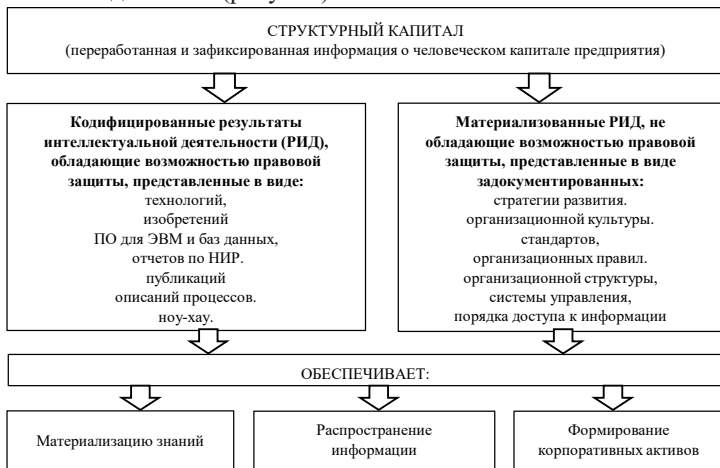 СТРУКТУРНЫЙ КАПИТАЛ
(переработанная и зафиксированная информация о человеческом капитале предприятия)
Кодифицированные результаты
интеллектуальной деятельности (РИД),
обладающие возможностью правовой
защиты, представленные в виде:
технологий,
изобретений
ПО для ЭВМ и баз данных,
отчетов по НИР.
публикаций
описаний процессов.
ноу-хау.
Материализованные РИД, не
обладающие возможностью правовой
защиты, представленные в виде
задокументированных:
стратегии развития.
организационной культуры.
стандартов,
организационных правил.
организационной структуры,
системы управления,
порядка доступа к информации
ОБЕСПЕЧИВАЕТ:
Материализацию знаний
Распространение
информации
Формирование
корпоративных активов